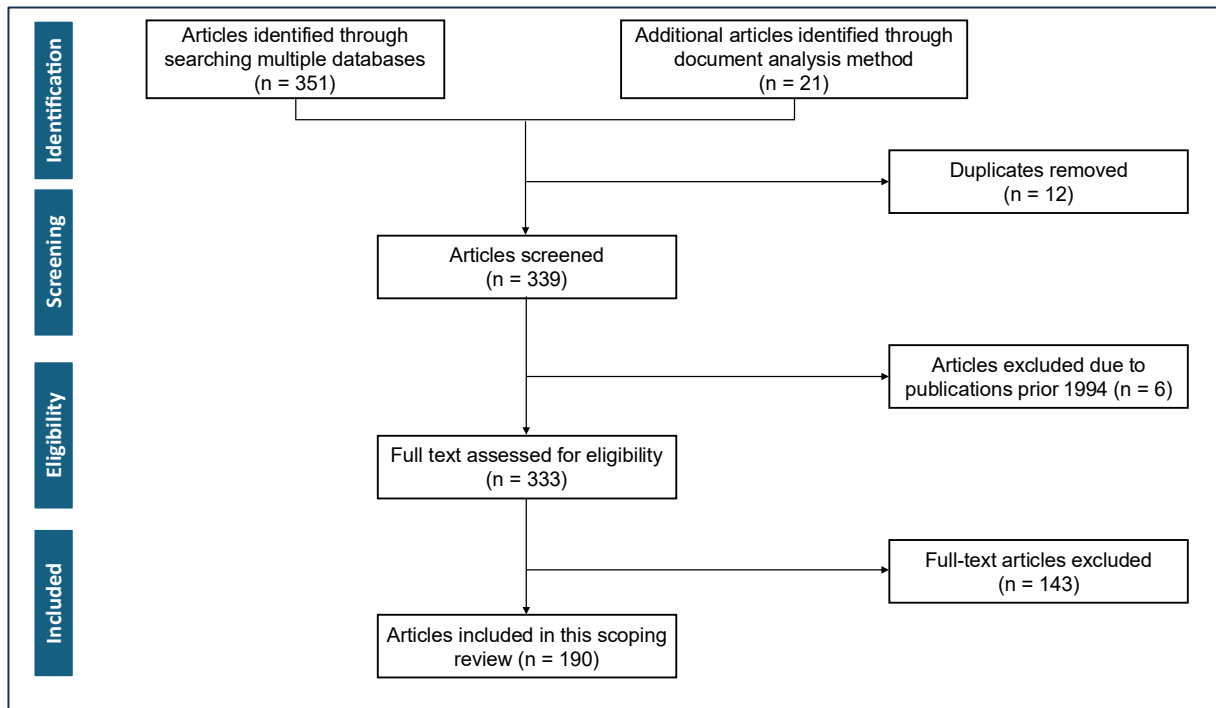 Identification
Articles identified through
searching multiple databases
(n = 351)
Additional articles identified through
document analysis method
(n = 21)
Duplicates removed
(n = 12)
Screening
Articles screened
(n = 339)
Articles excluded due to
publications prior 1994 (n = 6)
Eligibility
Full text assessed for eligibility
(n = 333)
Full-text articles excluded
(n = 143)
Included
Articles included in this scoping
review (n = 190)